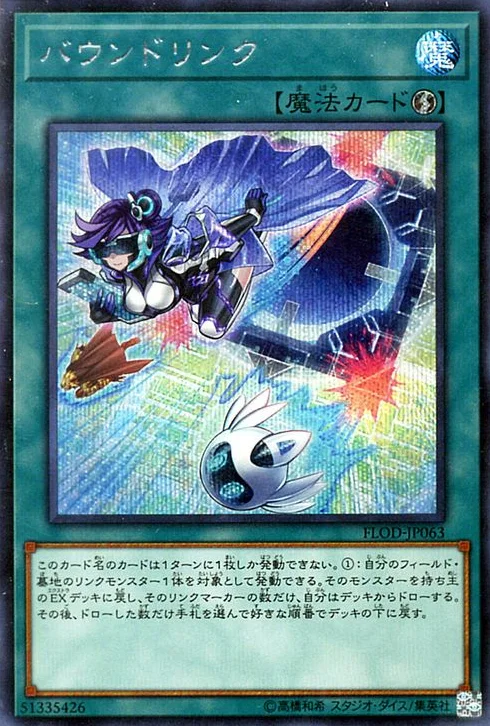 バウンドリンク
魔
【魔法カード】
FLOD-JP063
このカード名のカードは1ターンに1枚しか発動できない。①:自分のフィールド・
墓地のリンクモンスター1体を対象として発動できる。そのモンスターを持ち主
のEXデッキに戻し、そのリンクマーカーの数だけ、自分はデッキからドローする。
その後、ドローした数だけ手札を選んで好きな順番でデッキの下に戻す。
51335426
©高橋和希 スタジオ・ダイス/集英社